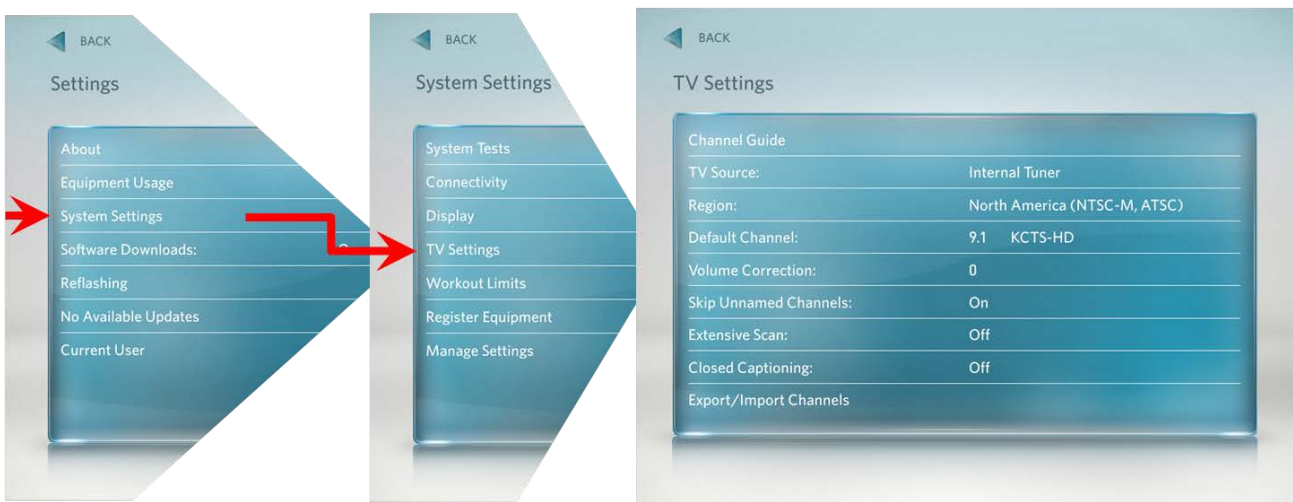 BACK
Settings
About
Equipment Usage
System Settings
Software Downloads:
Reflashing
No Available Updates
Current User
BACK
System Settings
System Tests
Connectivity
Display
TV Settings
Workout Limits
Register Equipment
Manage Settings
BACK
TV Settings
Channel Guide
TV Source: Internal Tuner
Region: North America (NTSC-M, ATSC)
Default Channel: 9.1 KCTS-HD
Volume Correction: 0
Skip Unnamed Channels: On
Extensive Scan: Off
Closed Captioning: Off
Export/Import Channels